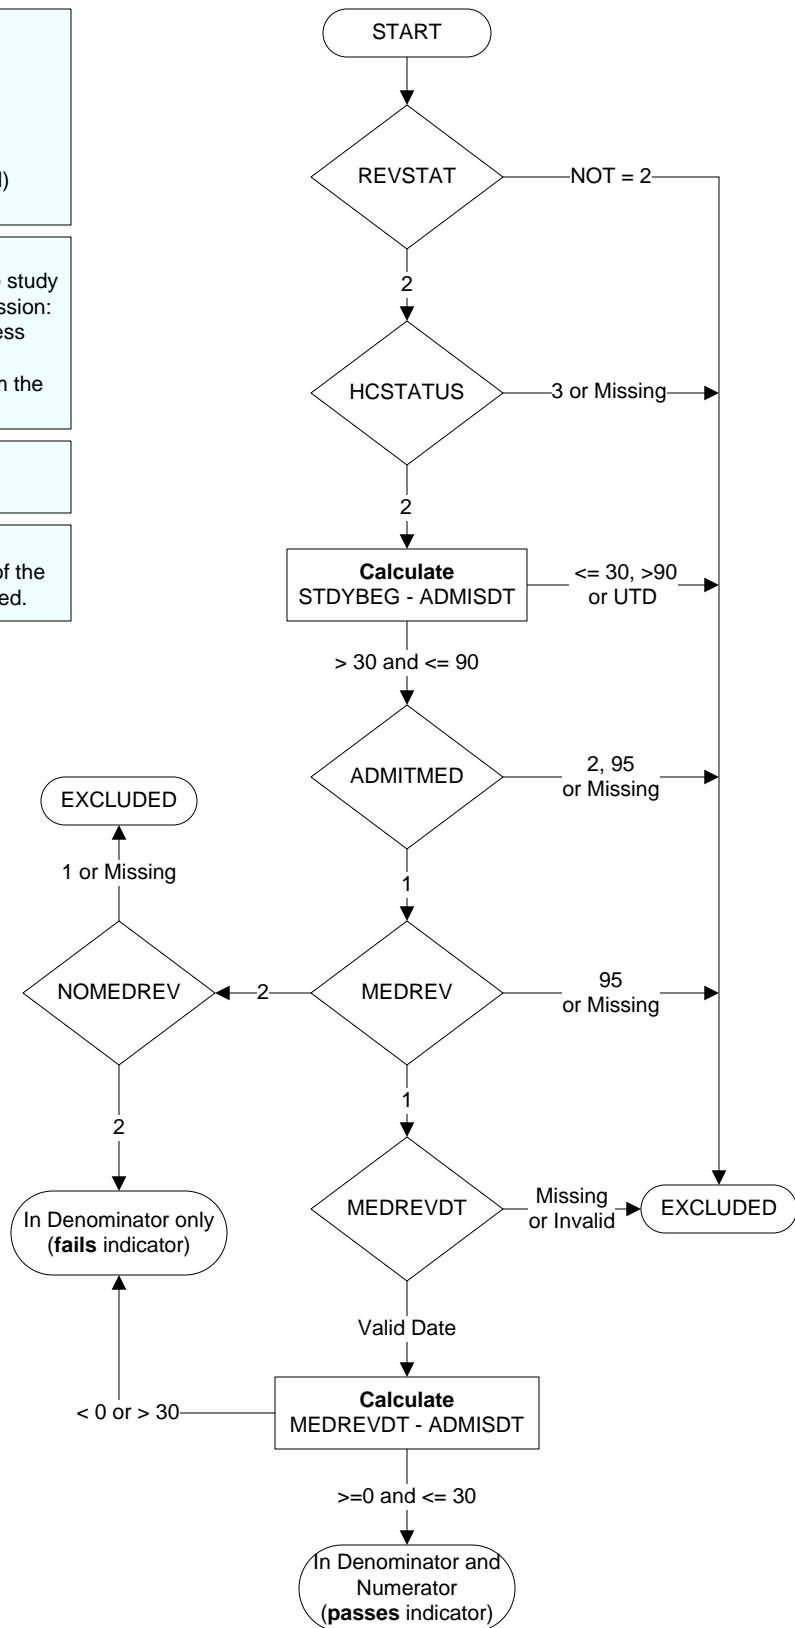 START
REVSTAT
NOT = 2
2
HCSTATUS
3 or Missing
2
Calculate
STDYBEG - ADMISDT
<= 30, >90
or UTD
> 30 and <= 90
ADMITMED
2, 95
or Missing
1
EXCLUDED
1 or Missing
NOMEDREV
2
MEDREV
95
or Missing
2
1
In Denominator only
(fails indicator)
MEDREVDT
Missing
or Invalid
EXCLUDED
Valid Date
< 0 or > 30
Calculate
MEDREVDT - ADMISDT
>=0 and <= 30
In Denominator and
Numerator
(passes indicator)
study
ssion:
the
of the